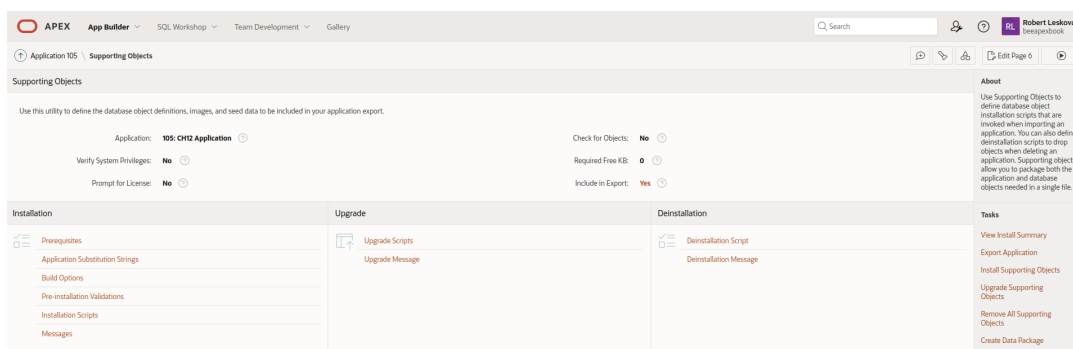 APEX App Builder SQL Workshop Team Development Gallery Search RL Robert Leskova
beeapexbook
Application 105 \ Supporting Objects Edit Page 6
Supporting Objects
Use this utility to define the database object definitions, images, and seed data to be included in your application export.
Application: 105: CH12 Application
Check for Objects: No
Verify System Privileges: No
Required Free KB: 0
Prompt for License: No
Include in Export: Yes
Installation
Prerequisites
Application Substitution Strings
Build Options
Pre-installation Validations
Installation Scripts
Messages
Upgrade
Upgrade Scripts
Upgrade Message
Deinstallation
Deinstallation Script
Deinstallation Message
About
Use Supporting Objects to
define database object
installation scripts that are
invoked when importing an
application. You can also defin
deinstallation scripts to drop
objects when deleting an
application. Supporting object
allow you to package both the
application and database
objects needed in a single file.
Tasks
View Install Summary
Export Application
Install Supporting Objects
Upgrade Supporting
Objects
Remove All Supporting
Objects
Create Data Package